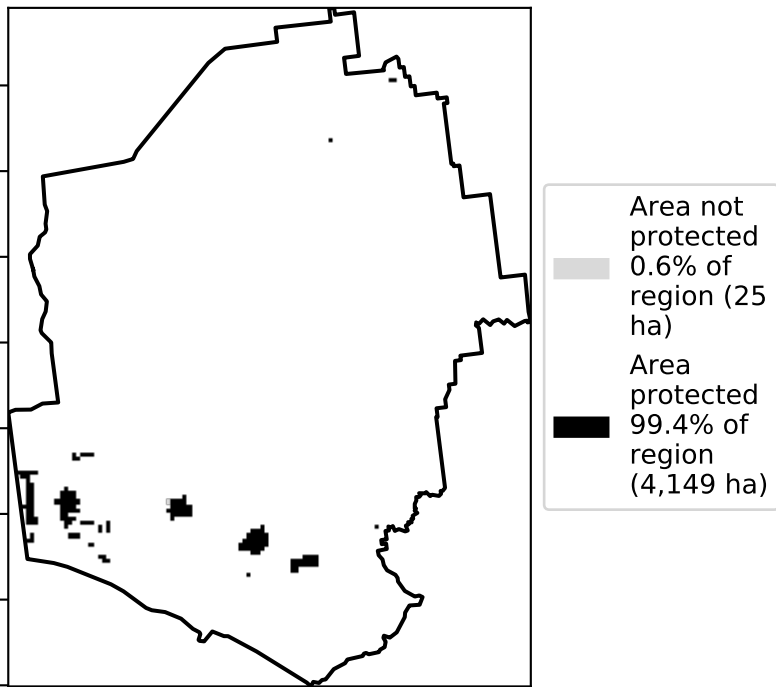 Area not
protected
0.6% of
region (25
ha)
Area
protected
99.4% of
region
(4,149 ha)